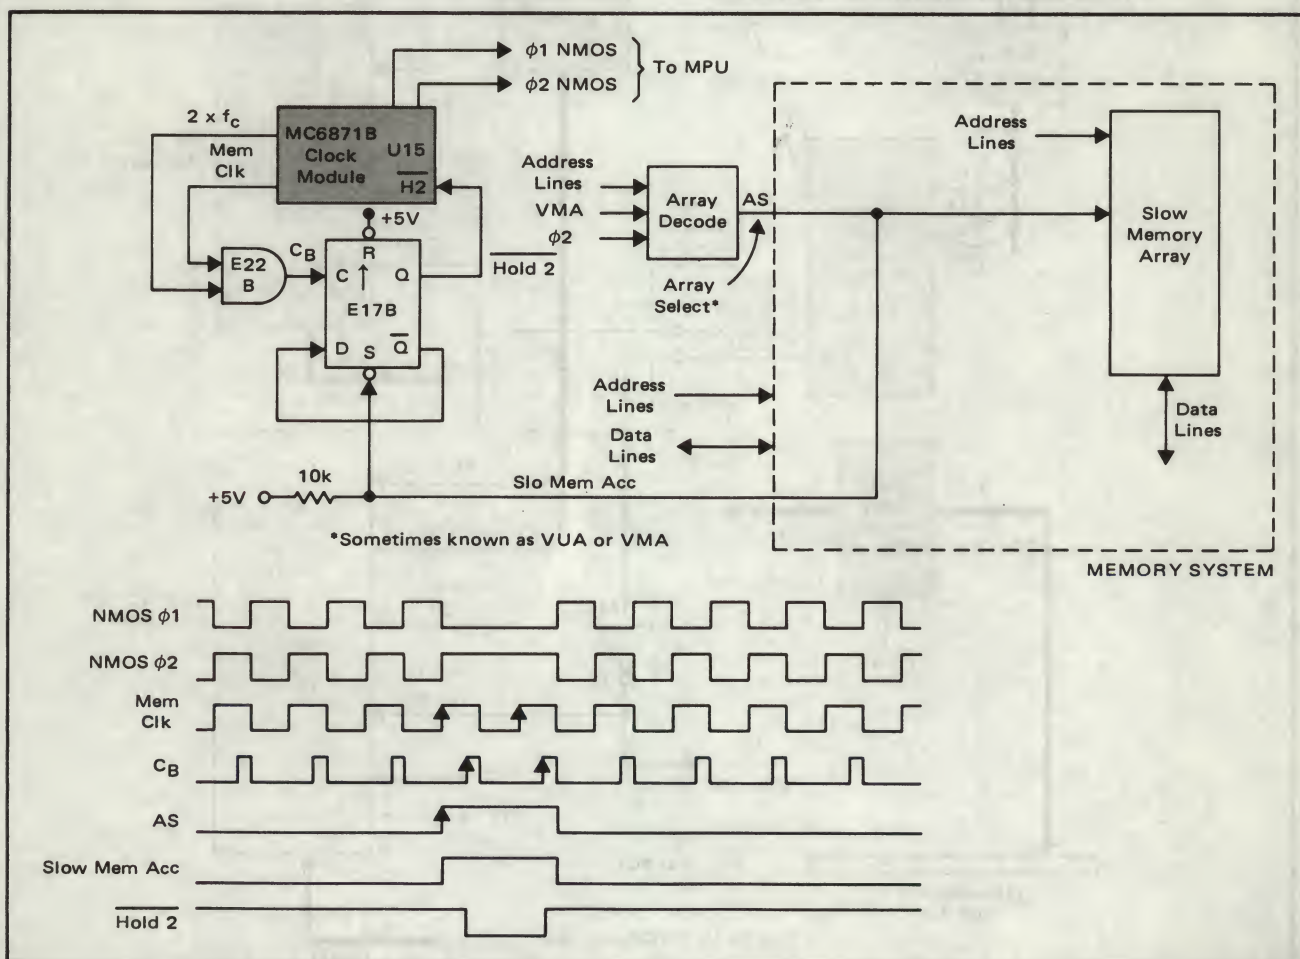 ϕ1 NMOS
ϕ2 NMOS
To MPU
2 x fc
Mem
Clk
MC6871B
Clock
Module
U15
H2
+5V
E22
B
CB
R
C
Q
E17B
D
S
Q
Hold 2
Address
Lines
VMA
ϕ2
Array
Decode
AS
Array
Select*
Address
Lines
Slow
Memory
Array
Data
Lines
Address
Lines
Data
Lines
+5V
10k
Slo Mem Acc
*Sometimes known as VUA or VMA
MEMORY SYSTEM
NMOS ϕ1
NMOS ϕ2
Mem
Clk
CB
AS
Slow Mem Acc
Hold 2